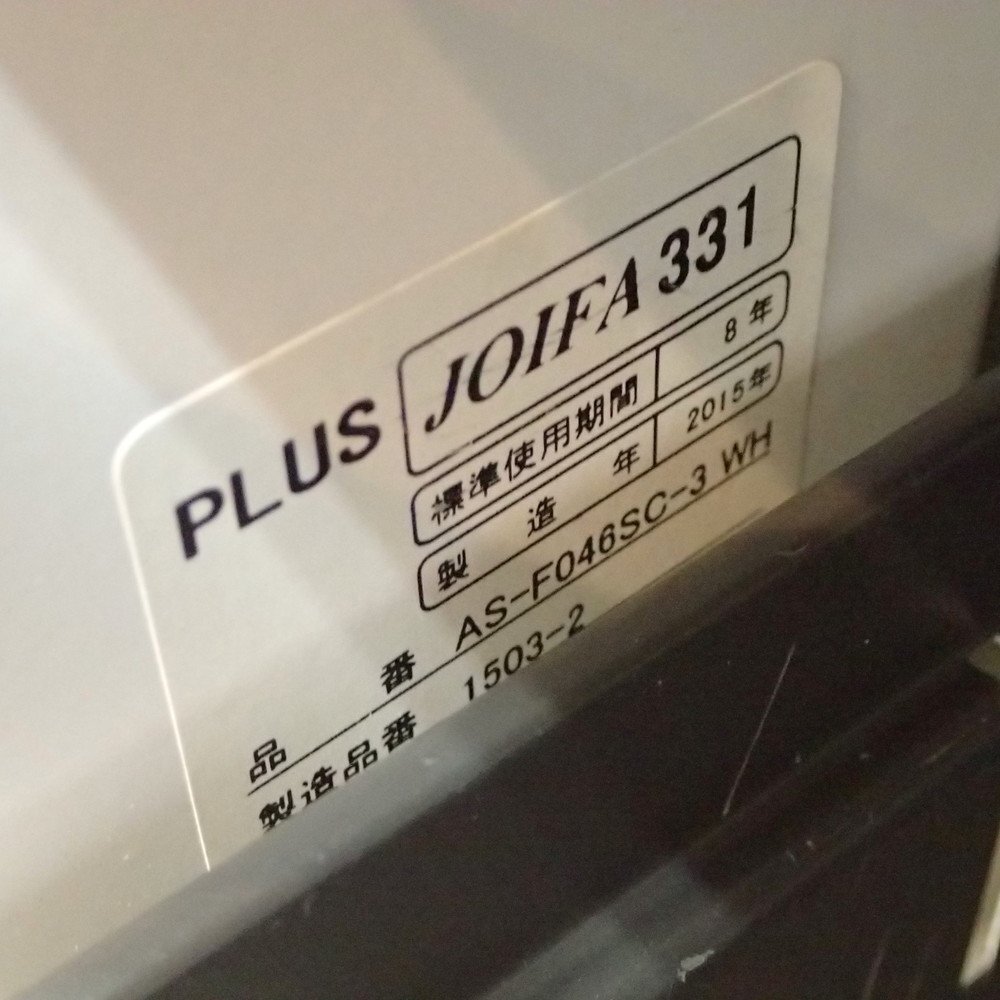 PLUS JOIFA 331
標準使用期間 8年
製造年 2015年
品番 AS-F046SC-3 WH
製造品番 1503-2